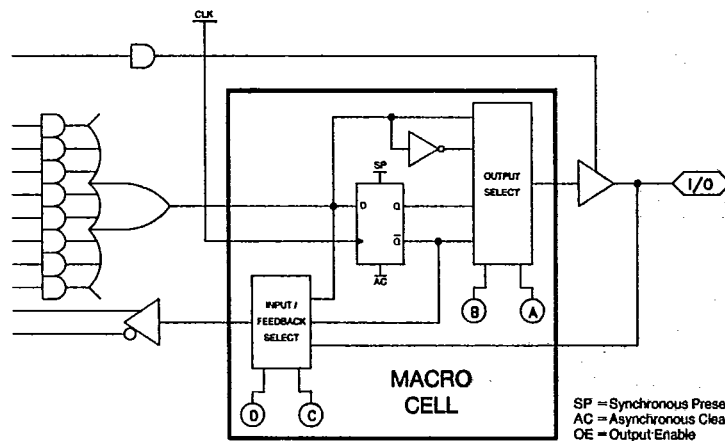 CLK
SP
D
Q
OUTPUT
SELECT
I/O
Q
AC
B
A
INPUT /
FEEDBACK
SELECT
D
C
MACRO
CELL
SP = Synchronous Prese
AC = Asynchronous Clea
OE = Output Enable